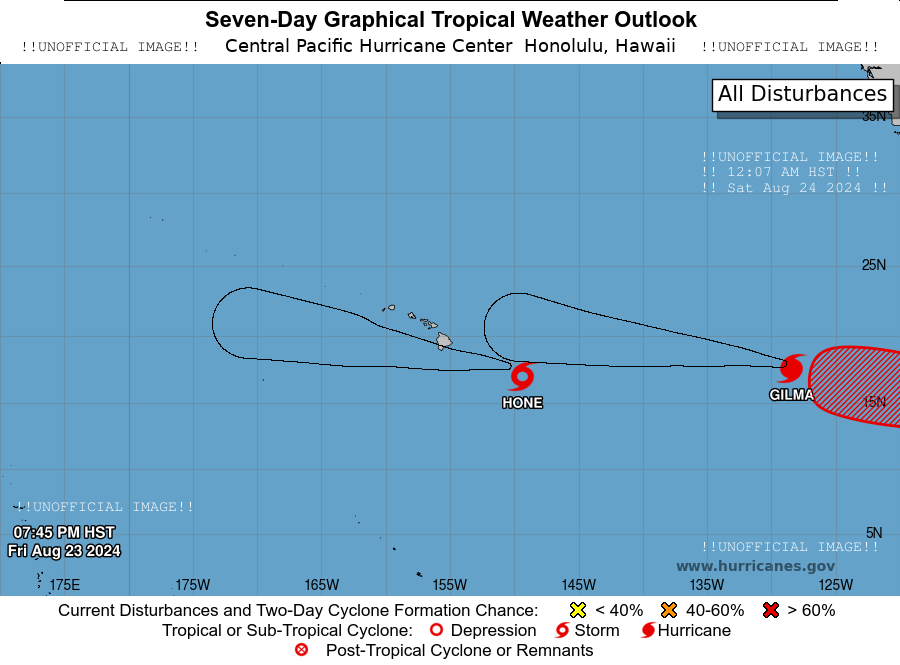 Seven-Day Graphical Tropical Weather Outlook
!!UNOFFICIAL IMAGE!! Central Pacific Hurricane Center Honolulu, Hawaii !!UNOFFICIAL IMAGE!!
All Disturbances
35N
!!UNOFFICIAL IMAGE!!
!! 12:07 AM HST !!
!! Sat Aug 24 2024 !!
25N
HONE
GILMA
15N
!!UNOFFICIAL IMAGE!!
07:45 PM HST
Fri Aug 23 2024
5N
!!UNOFFICIAL IMAGE!!
www.hurricanes.gov
175E 175W 165W 155W 145W 135W 125W
Current Disturbances and Two-Day Cyclone Formation Chance: < 40% 40-60% > 60%
Tropical or Sub-Tropical Cyclone: Depression Storm Hurricane
Post-Tropical Cyclone or Remnants